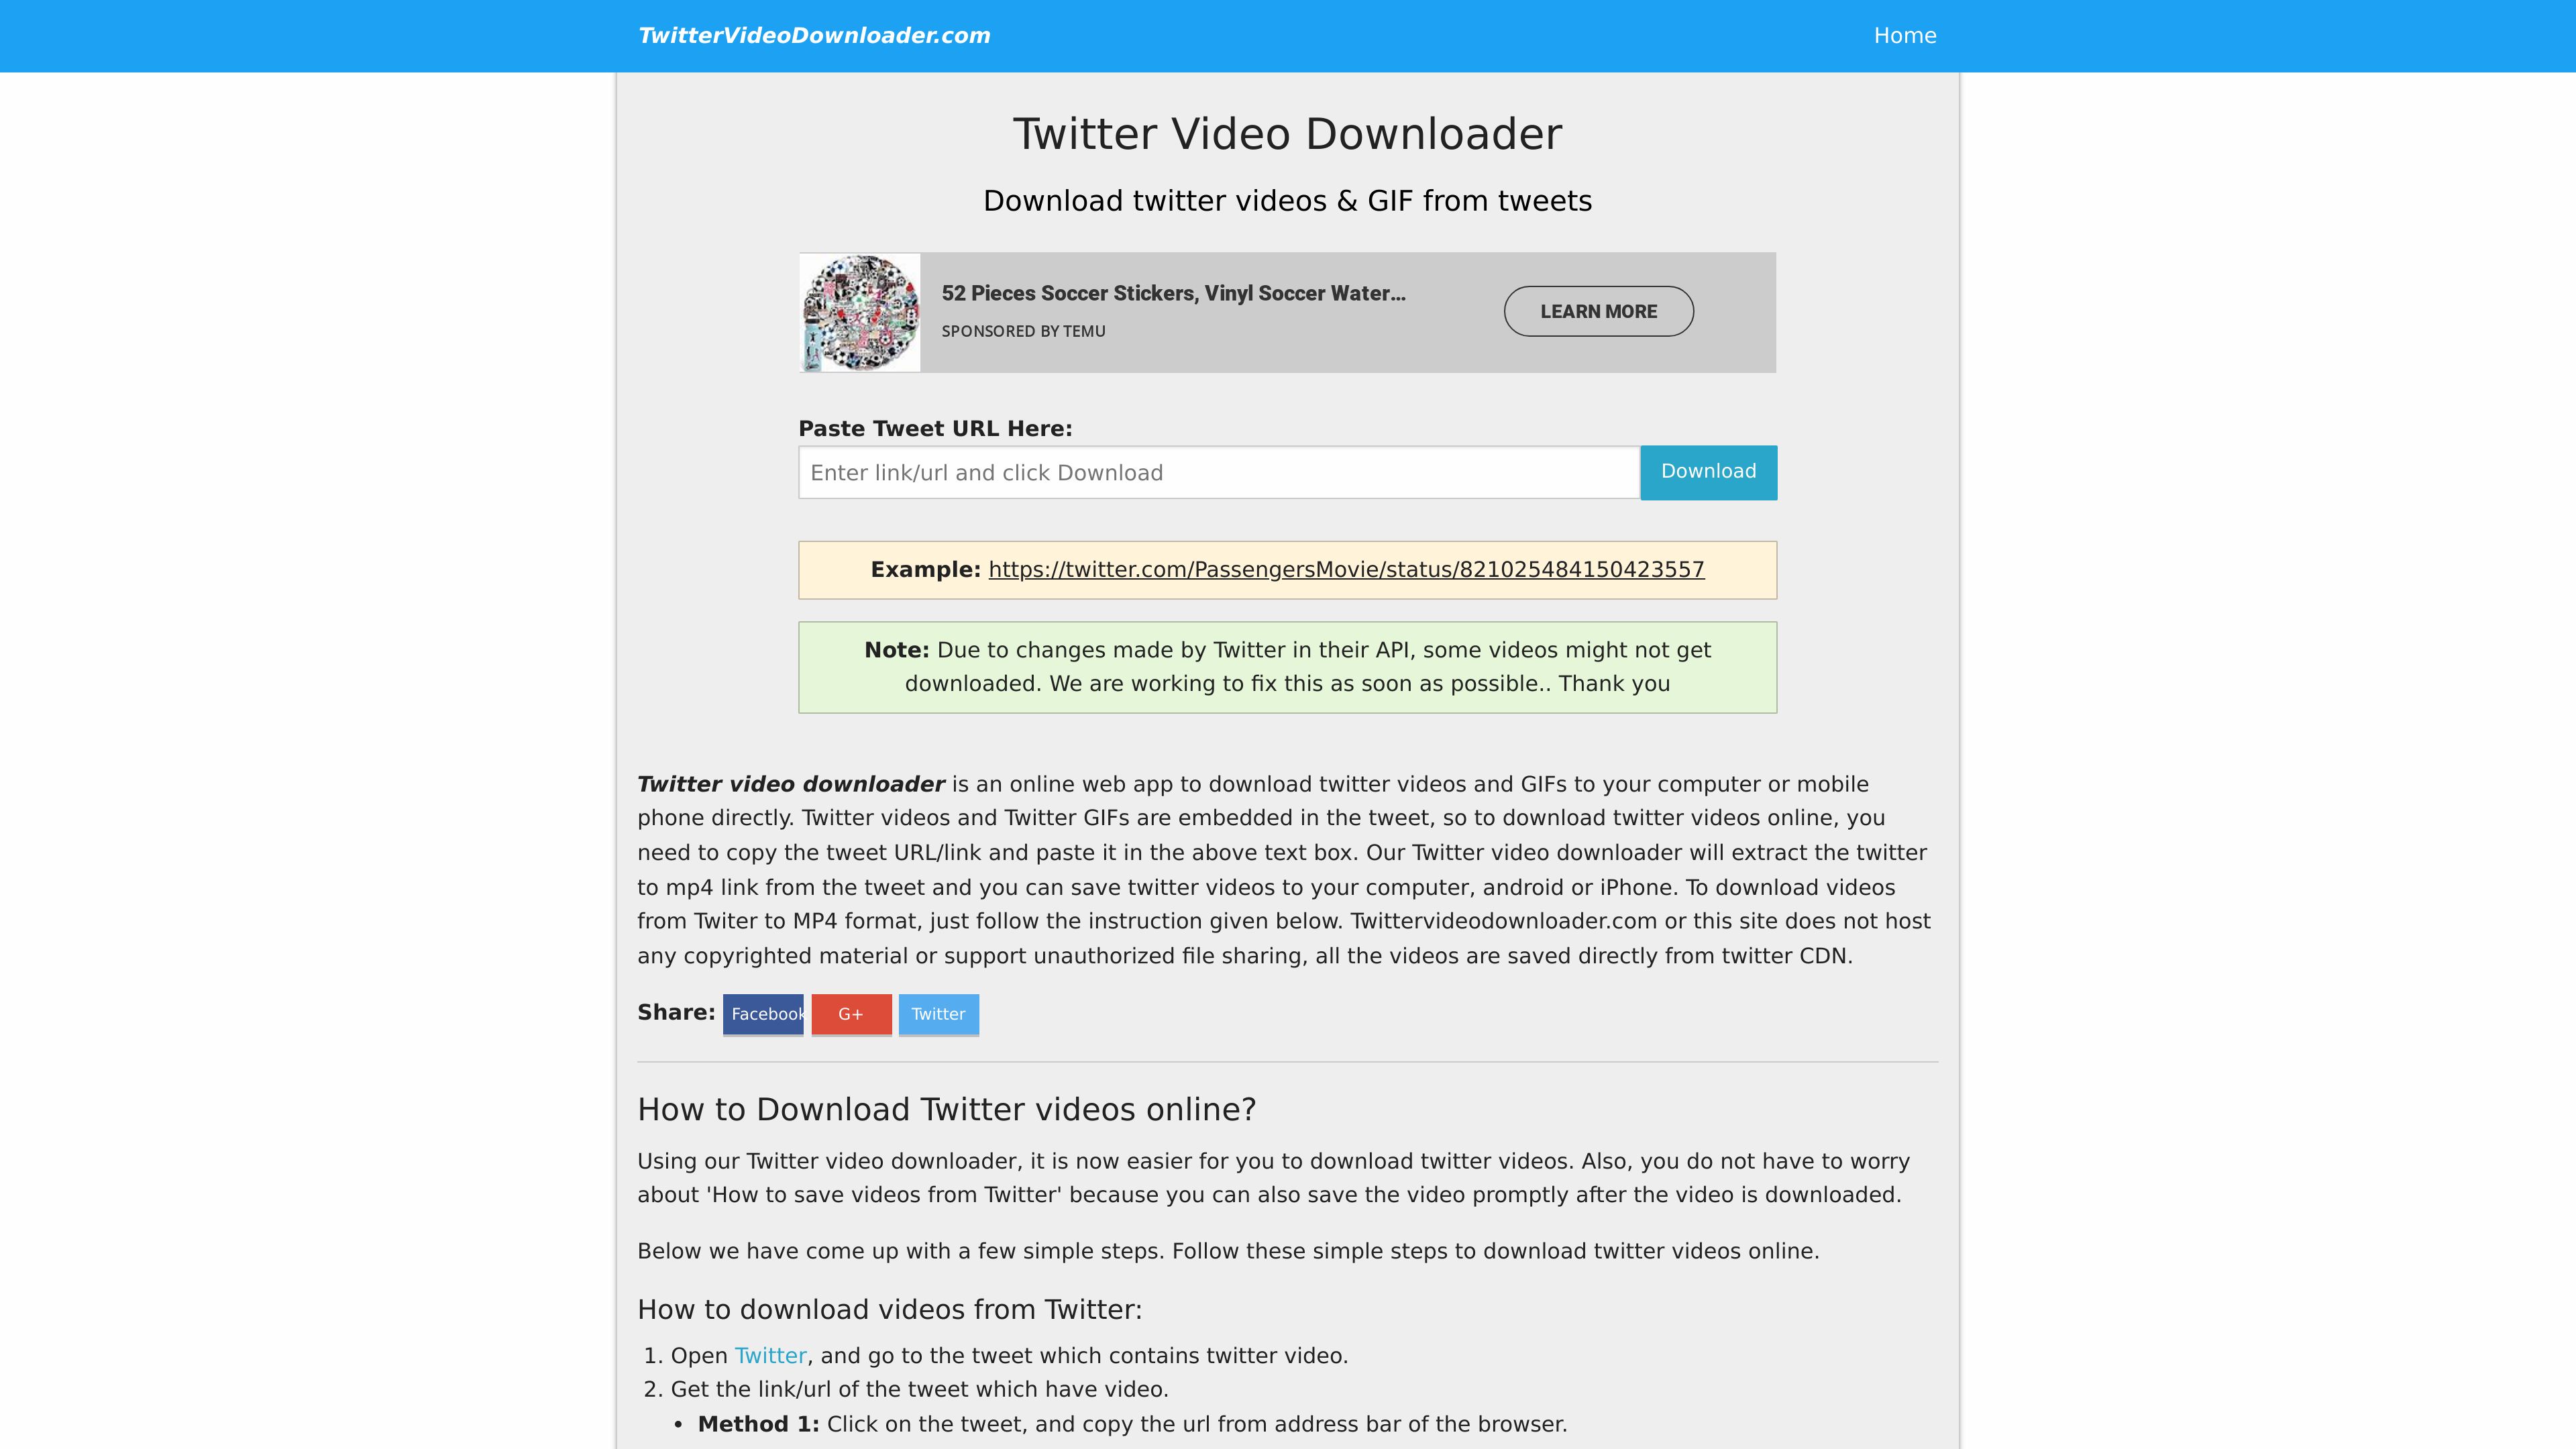 TwitterVideoDownloader.com
Home
Twitter Video Downloader
Download twitter videos & GIF from tweets
52 Pieces Soccer Stickers, Vinyl Soccer Water...
SPONSORED BY TEMU
LEARN MORE
Paste Tweet URL Here:
Enter link/url and click Download
Download
Example: https://twitter.com/PassengersMovie/status/821025484150423557
Note: Due to changes made by Twitter in their API, some videos might not get
downloaded. We are working to fix this as soon as possible.. Thank you
Twitter video downloader is an online web app to download twitter videos and GIFs to your computer or mobile
phone directly. Twitter videos and Twitter GIFs are embedded in the tweet, so to download twitter videos online, you
need to copy the tweet URL/link and paste it in the above text box. Our Twitter video downloader will extract the twitter
to mp4 link from the tweet and you can save twitter videos to your computer, android or iPhone. To download videos
from Twiter to MP4 format, just follow the instruction given below. Twittervideodownloader.com or this site does not host
any copyrighted material or support unauthorized file sharing, all the videos are saved directly from twitter CDN.
Share: Facebook G+ Twitter
How to Download Twitter videos online?
Using our Twitter video downloader, it is now easier for you to download twitter videos. Also, you do not have to worry
about 'How to save videos from Twitter' because you can also save the video promptly after the video is downloaded.
Below we have come up with a few simple steps. Follow these simple steps to download twitter videos online.
How to download videos from Twitter:
1. Open Twitter, and go to the tweet which contains twitter video.
2. Get the link/url of the tweet which have video.
• Method 1: Click on the tweet, and copy the url from address bar of the browser.